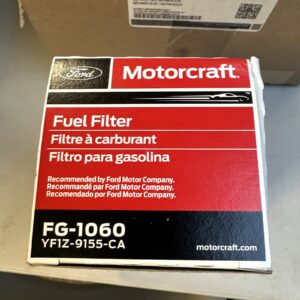 Ford
Motorcraft®
Fuel Filter
Filtre à carburant
Filtro para gasolina
Recommended by Ford Motor Company.
Recommandé par Ford Motor Company.
Recomendado por Ford Motor Company.
FG-1060
YF1Z-9155-CA
motorcraft.com